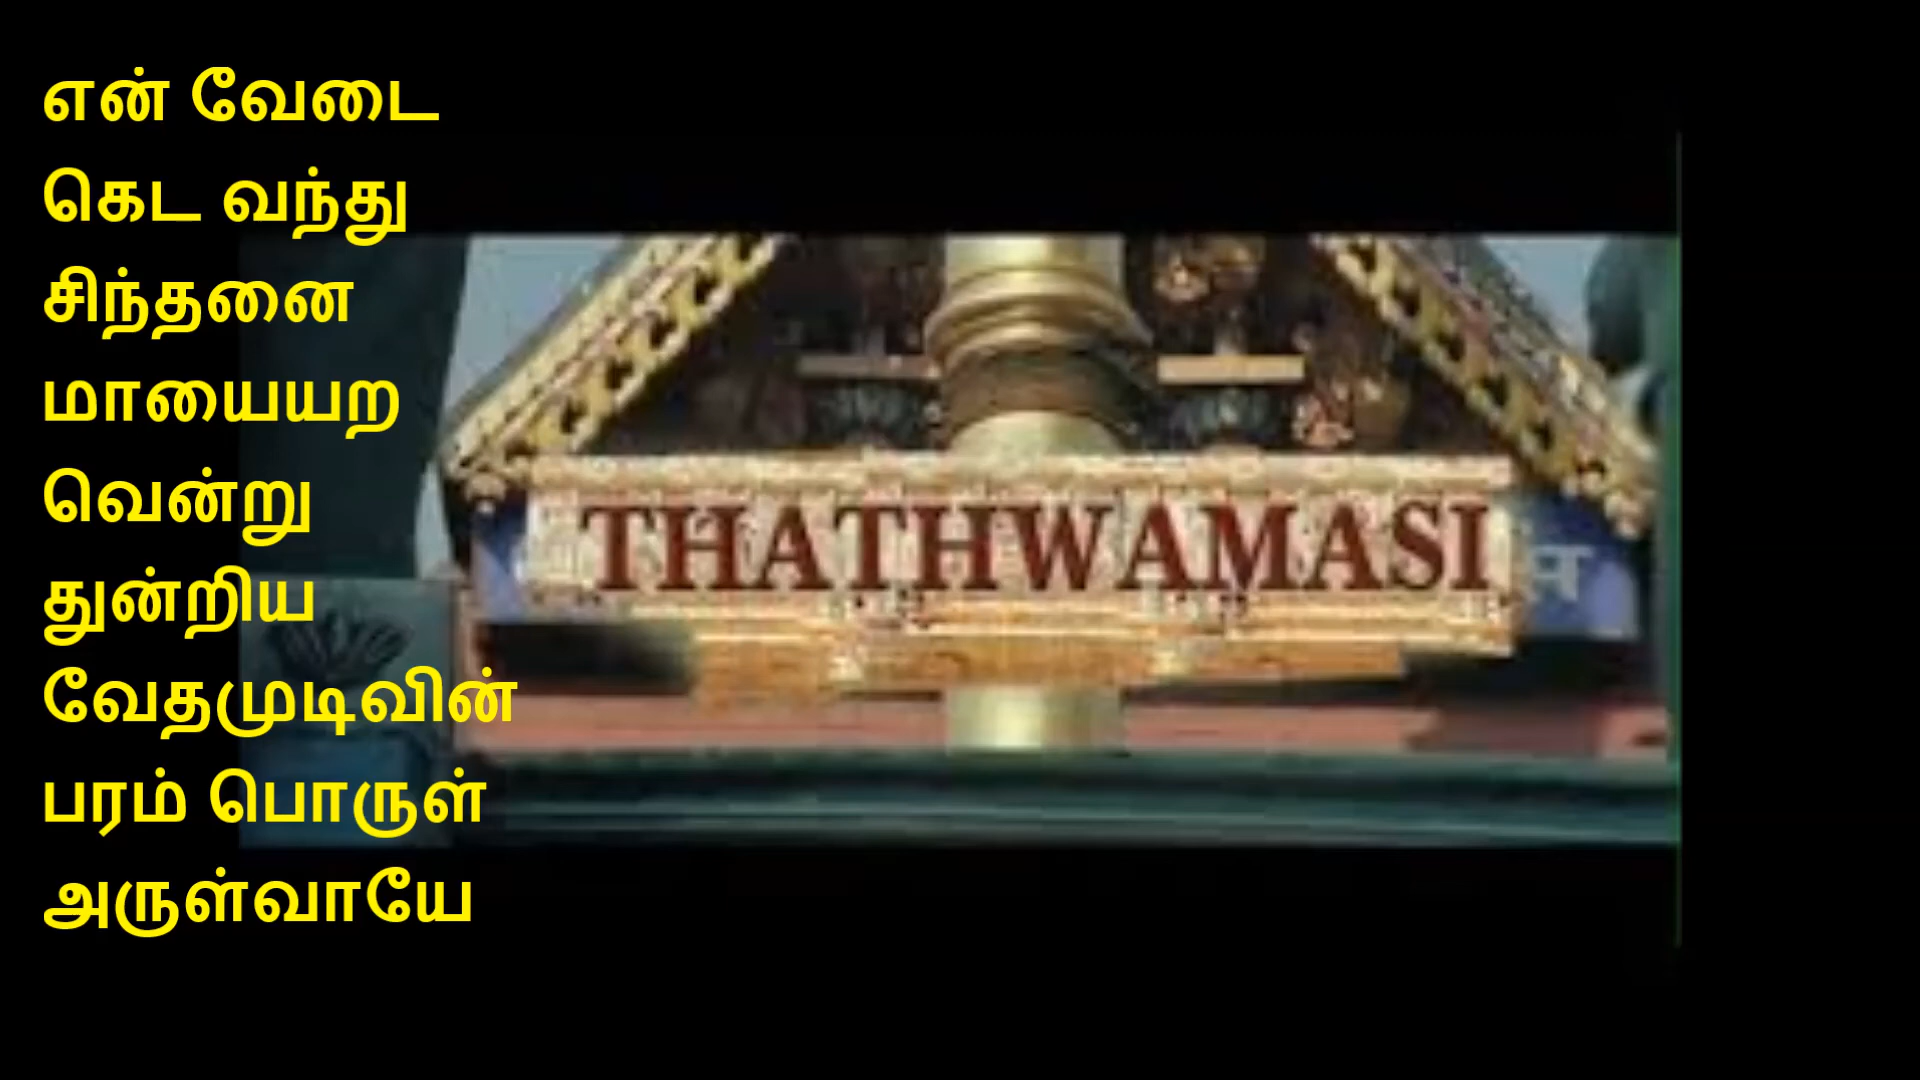 என் வேடை
கெட வந்து
சிந்தனை
மாயையற
வென்று
துன்றிய
வேதமுடிவின்
பரம் பொருள்
அருள்வாயே
THATHWAMASI